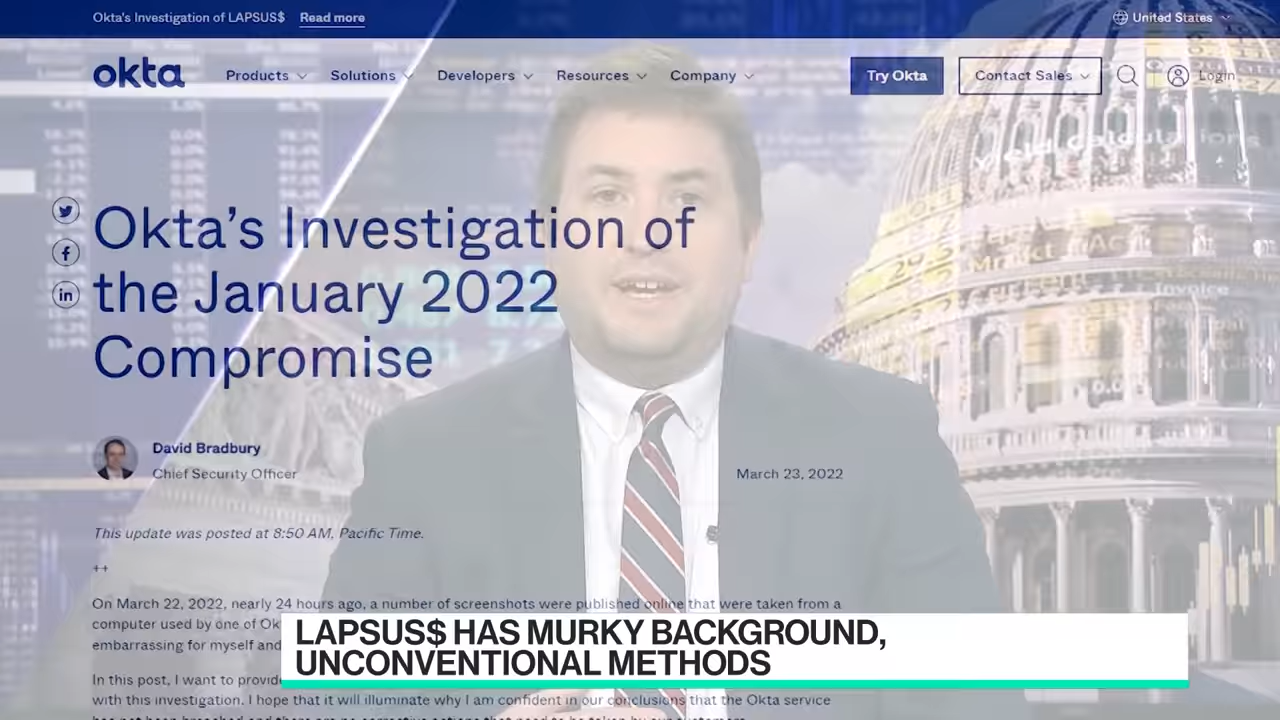 Okta's Investigation of LAPSUS$ Read more
United States
okta Products Solutions Developers Resources Company Try Okta Contact Sales Login
Okta's Investigation of
the January 2022
Compromise
David Bradbury
Chief Security Officer
March 23, 2022
This update was posted at 8:50 AM, Pacific Time.
++
On March 22, 2022, nearly 24 hours ago, a number of screenshots were published online that were taken from a
computer used by one of
embarrassing for myself and
In this post, I want to
with this investigation. I hope that it will illuminate why I am confident in our conclusions that the Okta service
LAPSUS$ HAS MURKY BACKGROUND,
UNCONVENTIONAL METHODS
calculations
Invoice